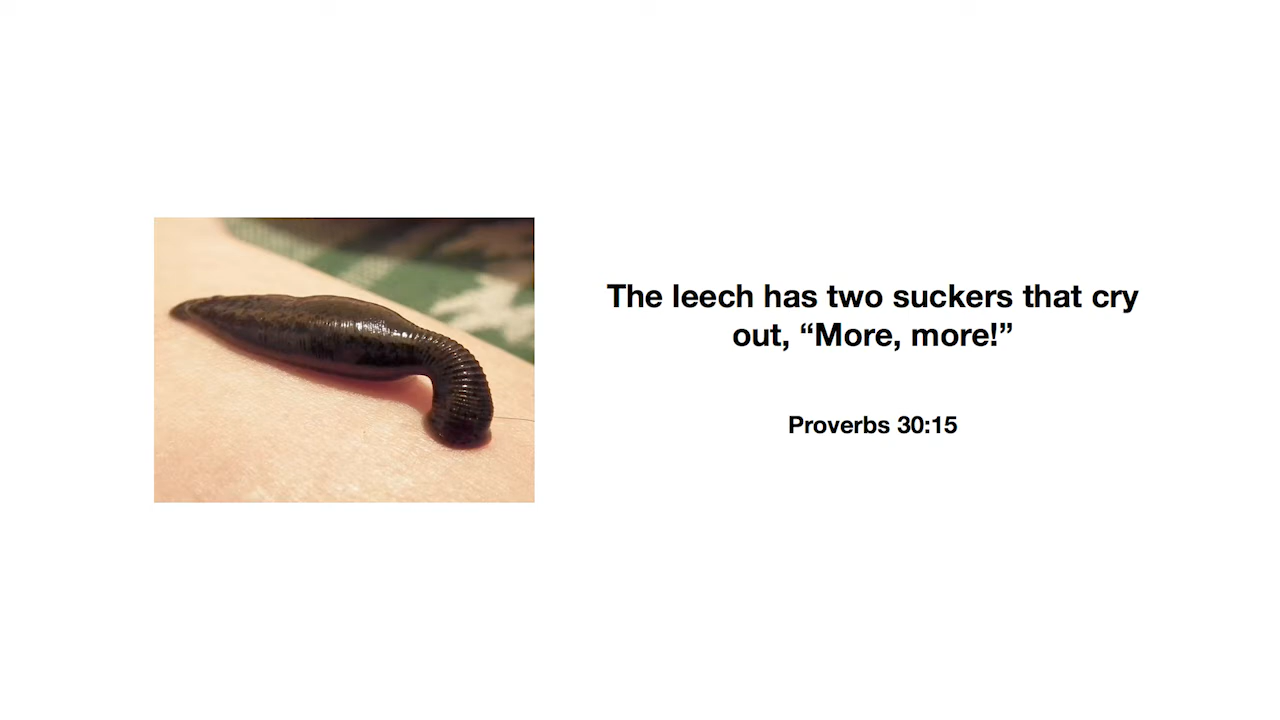 The leech has two suckers that cry
out, “More, more!”
Proverbs 30:15